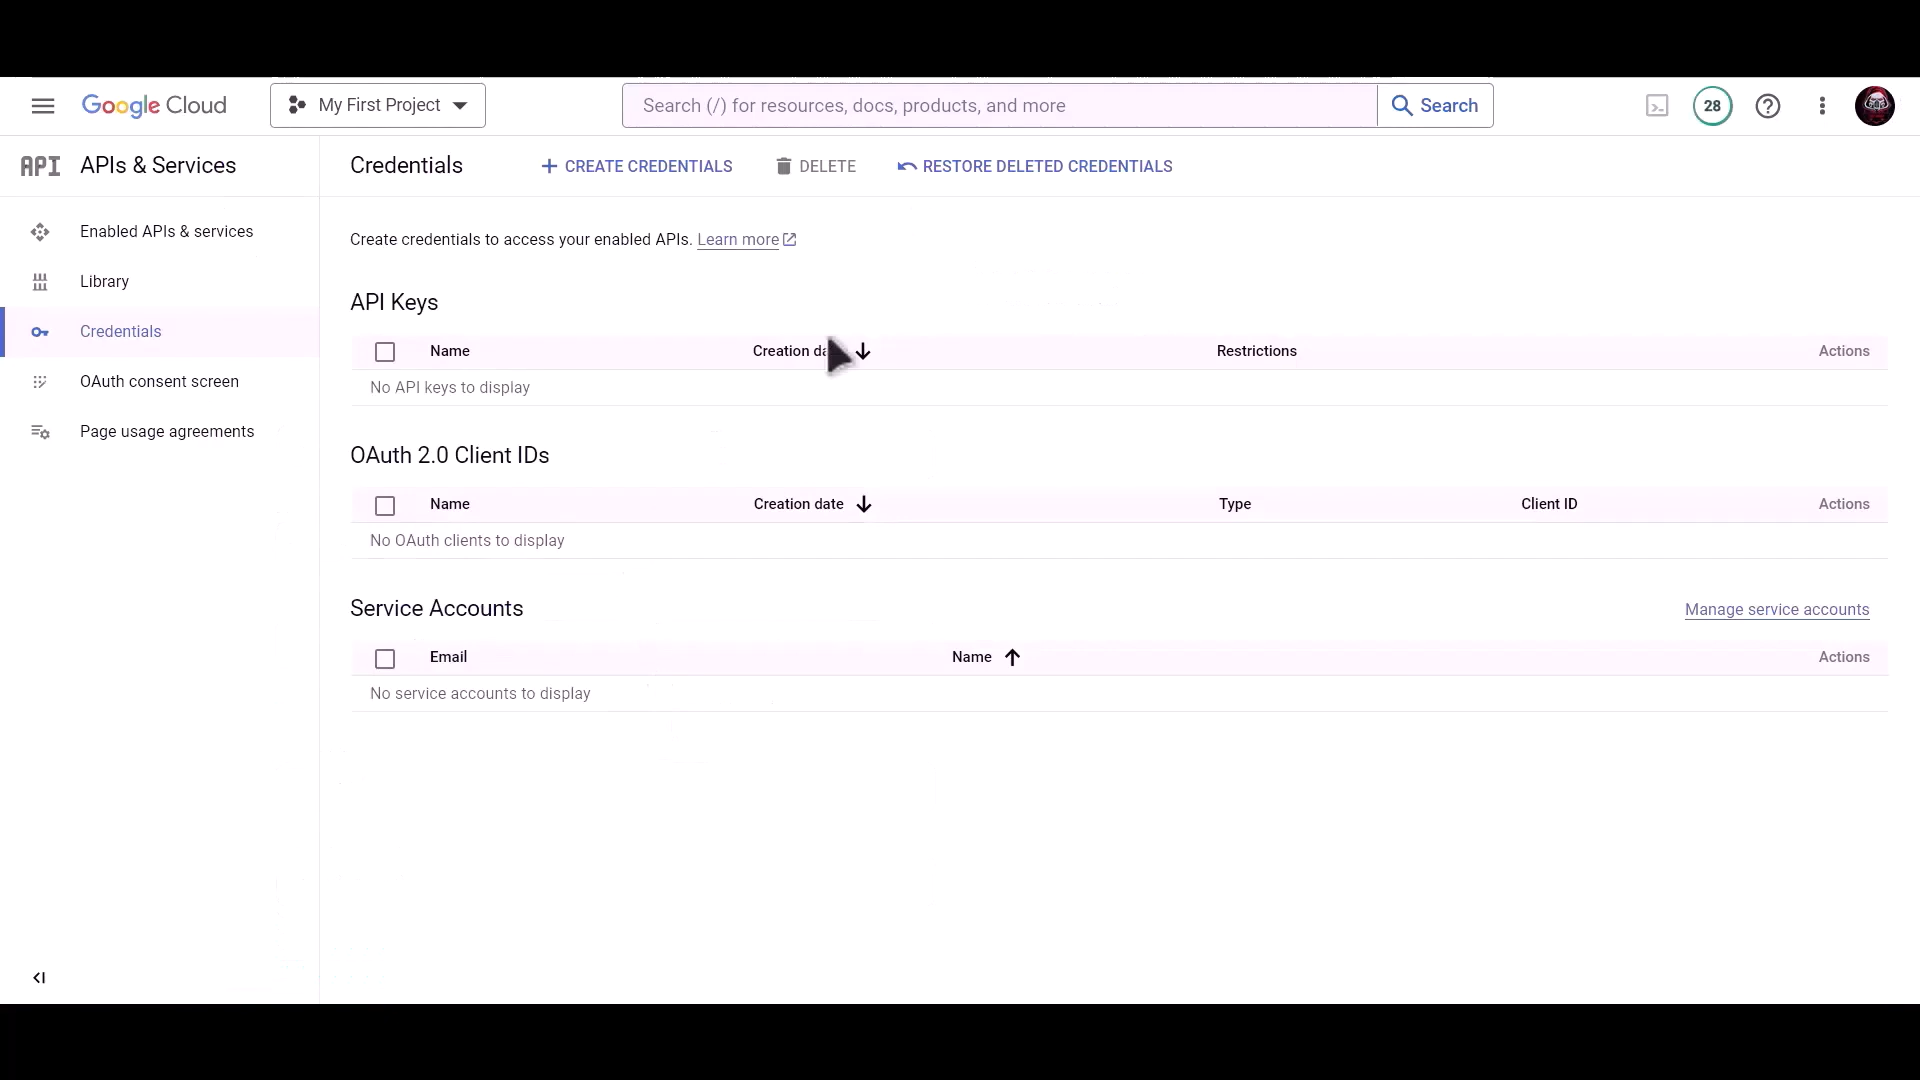 Google Cloud
My First Project
Search (/) for resources, docs, products, and more
Search
28
API
APIs & Services
Credentials
CREATE CREDENTIALS
DELETE
RESTORE DELETED CREDENTIALS
Enabled APIs & services
Library
Credentials
OAuth consent screen
Page usage agreements
Create credentials to access your enabled APIs. Learn more
API Keys
Name
Creation da
Restrictions
Actions
No API keys to display
OAuth 2.0 Client IDs
Name
Creation date
Type
Client ID
Actions
No OAuth clients to display
Service Accounts
Manage service accounts
Email
Name
Actions
No service accounts to display